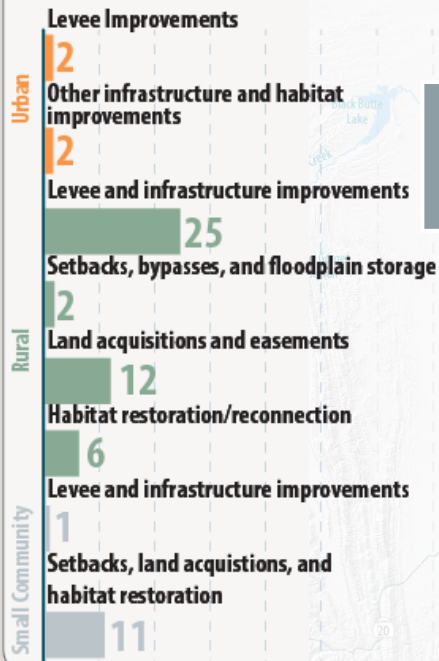 Levee Improvements
2
Other infrastructure and habitat
improvements
2
Urban
Black Butte
Lake
Creek
Levee and infrastructure improvements
25
Setbacks, bypasses, and floodplain storage
2
Land acquisitions and easements
12
Habitat restoration/reconnection
6
Rural
Levee and infrastructure improvements
1
Setbacks, land acquistions, and
habitat restoration
11
Small Community
20